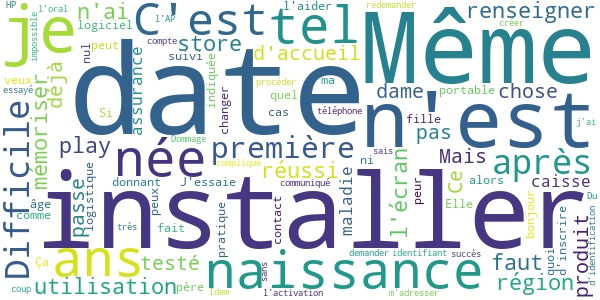 HP
l'oral
n'ai
C'est
l'AP
l'aider
redemander
tel
Même
renseigner
je
impossible
logiciel
compte
store
créer
peut
suivi
d'accueil
nul
déjà
date
veux
essayé
assurance
indiquée
changer
procéder
quel
ma
dame
portable
chose
Si
cas
téléphone
fille
n'est
pas
j'ai
mémoriser
play
née
Dommage
première
Mais
après
Difficile
complique
réussi
l'écran
ni
sais
peur
Ce
caisse
passe
logistique
donnant
J'essaie
communiqué
maladie
alors
âge
comme
peux
installer
Elle
bonjour
Du
très
fait
pratique
contact
d'inscrire
d'identifiant
produit
Ça
ans
testé
sans
naissance
demander
identifiant
succès
faut
quoi
coup
utilisation
père
Idem
l'activation
m'adresser
région